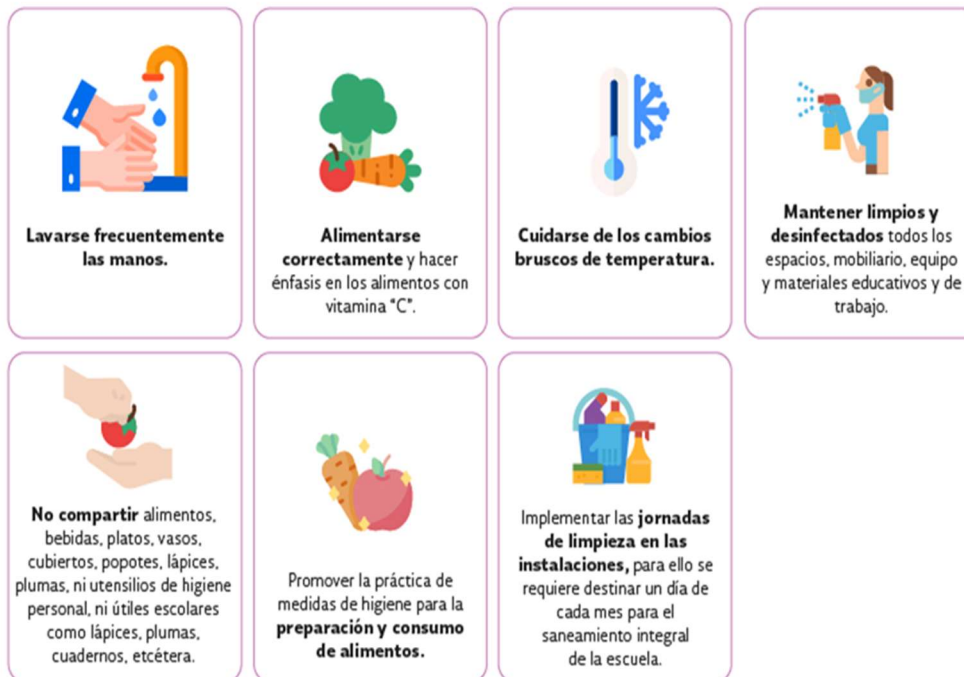 Lavarse frecuentemente
las manos.
Alimentarse
correctamente y hacer
énfasis en los alimentos con
vitamina "C".
Cuidarse de los cambios
bruscos de temperatura.
Mantener limpios y
desinfectados todos los
espacios, mobiliario, equipo
y materiales educativos y de
trabajo.
No compartir alimentos,
bebidas, platos, vasos,
cubiertos, popotes, lápices,
plumas, ni utensilios de higiene
personal, ni útiles escolares
como lápices, plumas,
cuadernos, etcétera.
Promover la práctica de
medidas de higiene para la
preparación y consumo
de alimentos.
Implementar las jornadas
de limpieza en las
instalaciones, para ello se
requiere destinar un día de
cada mes para el
saneamiento integral
de la escuela.